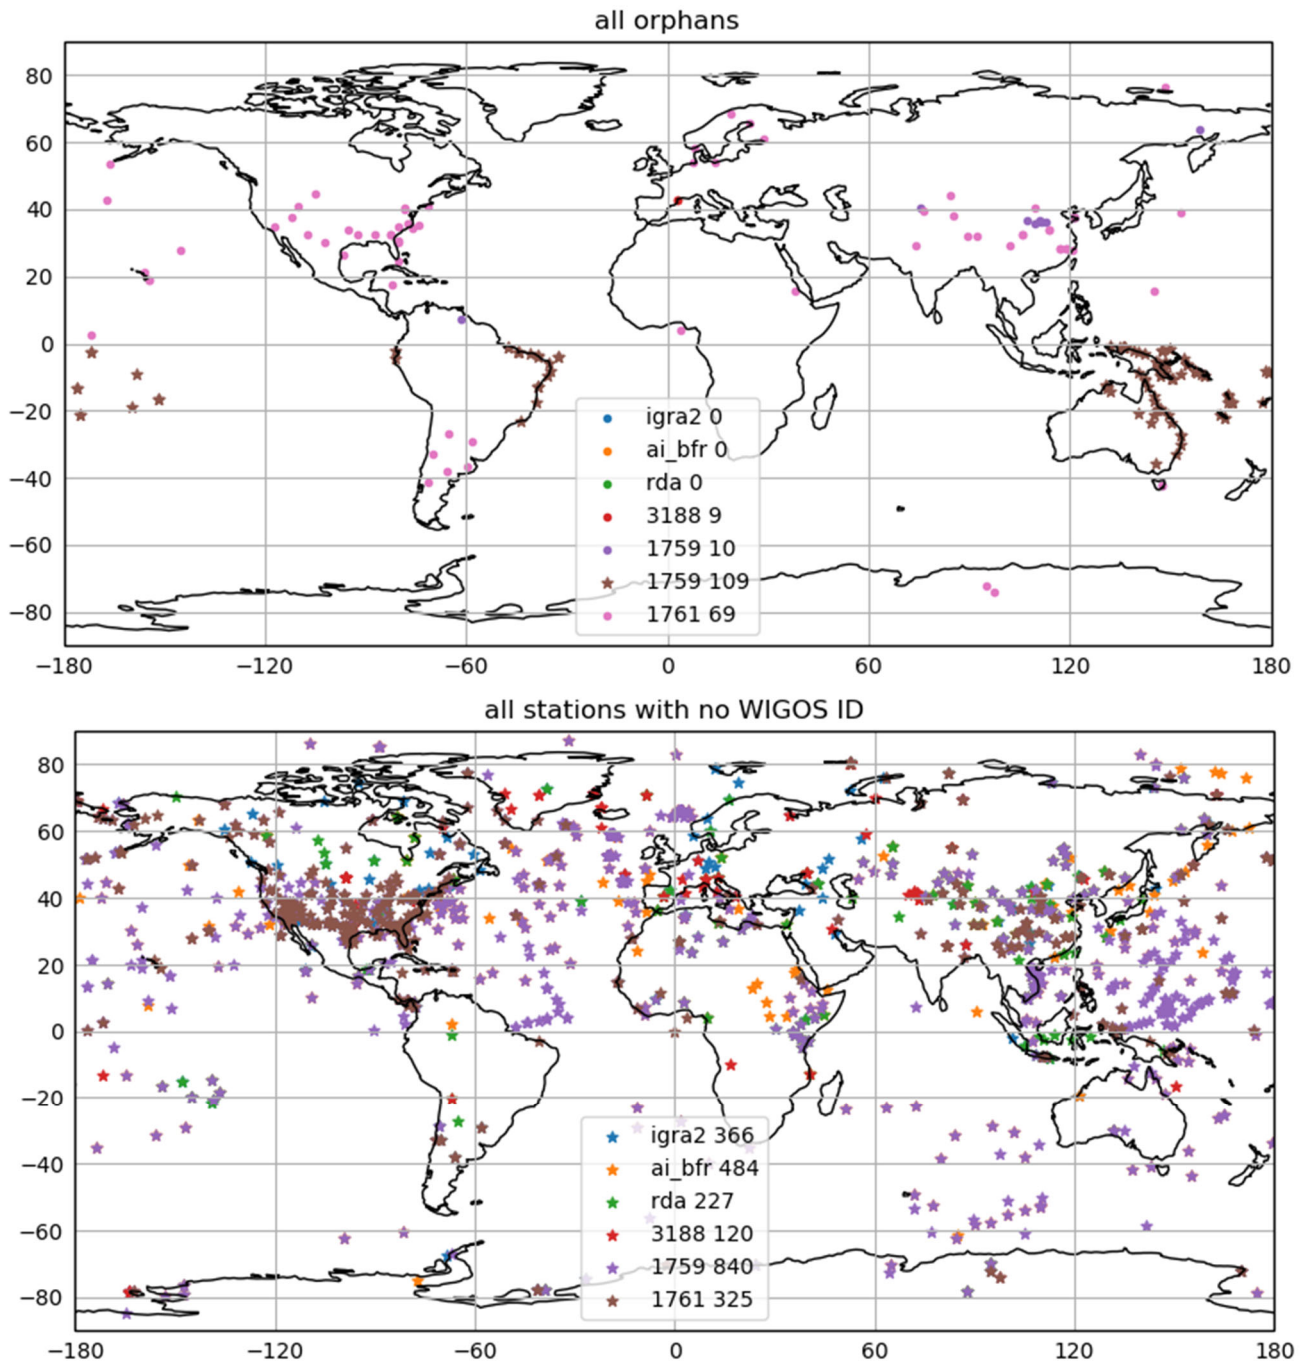 all orphans
80
60
40
20
0
−20
−40
−60
−80
−180 −120 −60 0 60 120 180
igra2 0
ai_bfr 0
rda 0
3188 9
1759 10
1759 109
1761 69
all stations with no WIGOS ID
80
60
40
20
0
−20
−40
−60
−80
−180 −120 −60 0 60 120 180
igra2 366
ai_bfr 484
rda 227
3188 120
1759 840
1761 325